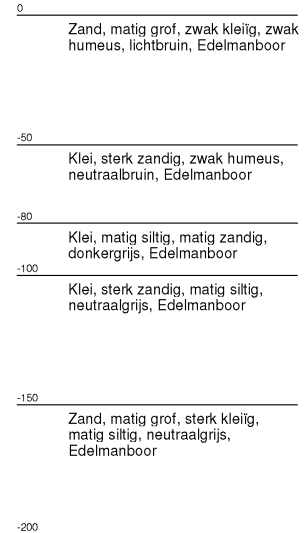 0
Zand, matig grof, zwak kleiïg, zwak
humeus, lichtbruin, Edelmanboor
-50
Klei, sterk zandig, zwak humeus,
neutraalbruin, Edelmanboor
-80
Klei, matig siltig, matig zandig,
donkergrijs, Edelmanboor
-100
Klei, sterk zandig, matig siltig,
neutraalgrijs, Edelmanboor
-150
Zand, matig grof, sterk kleiïg,
matig siltig, neutraalgrijs,
Edelmanboor
-200